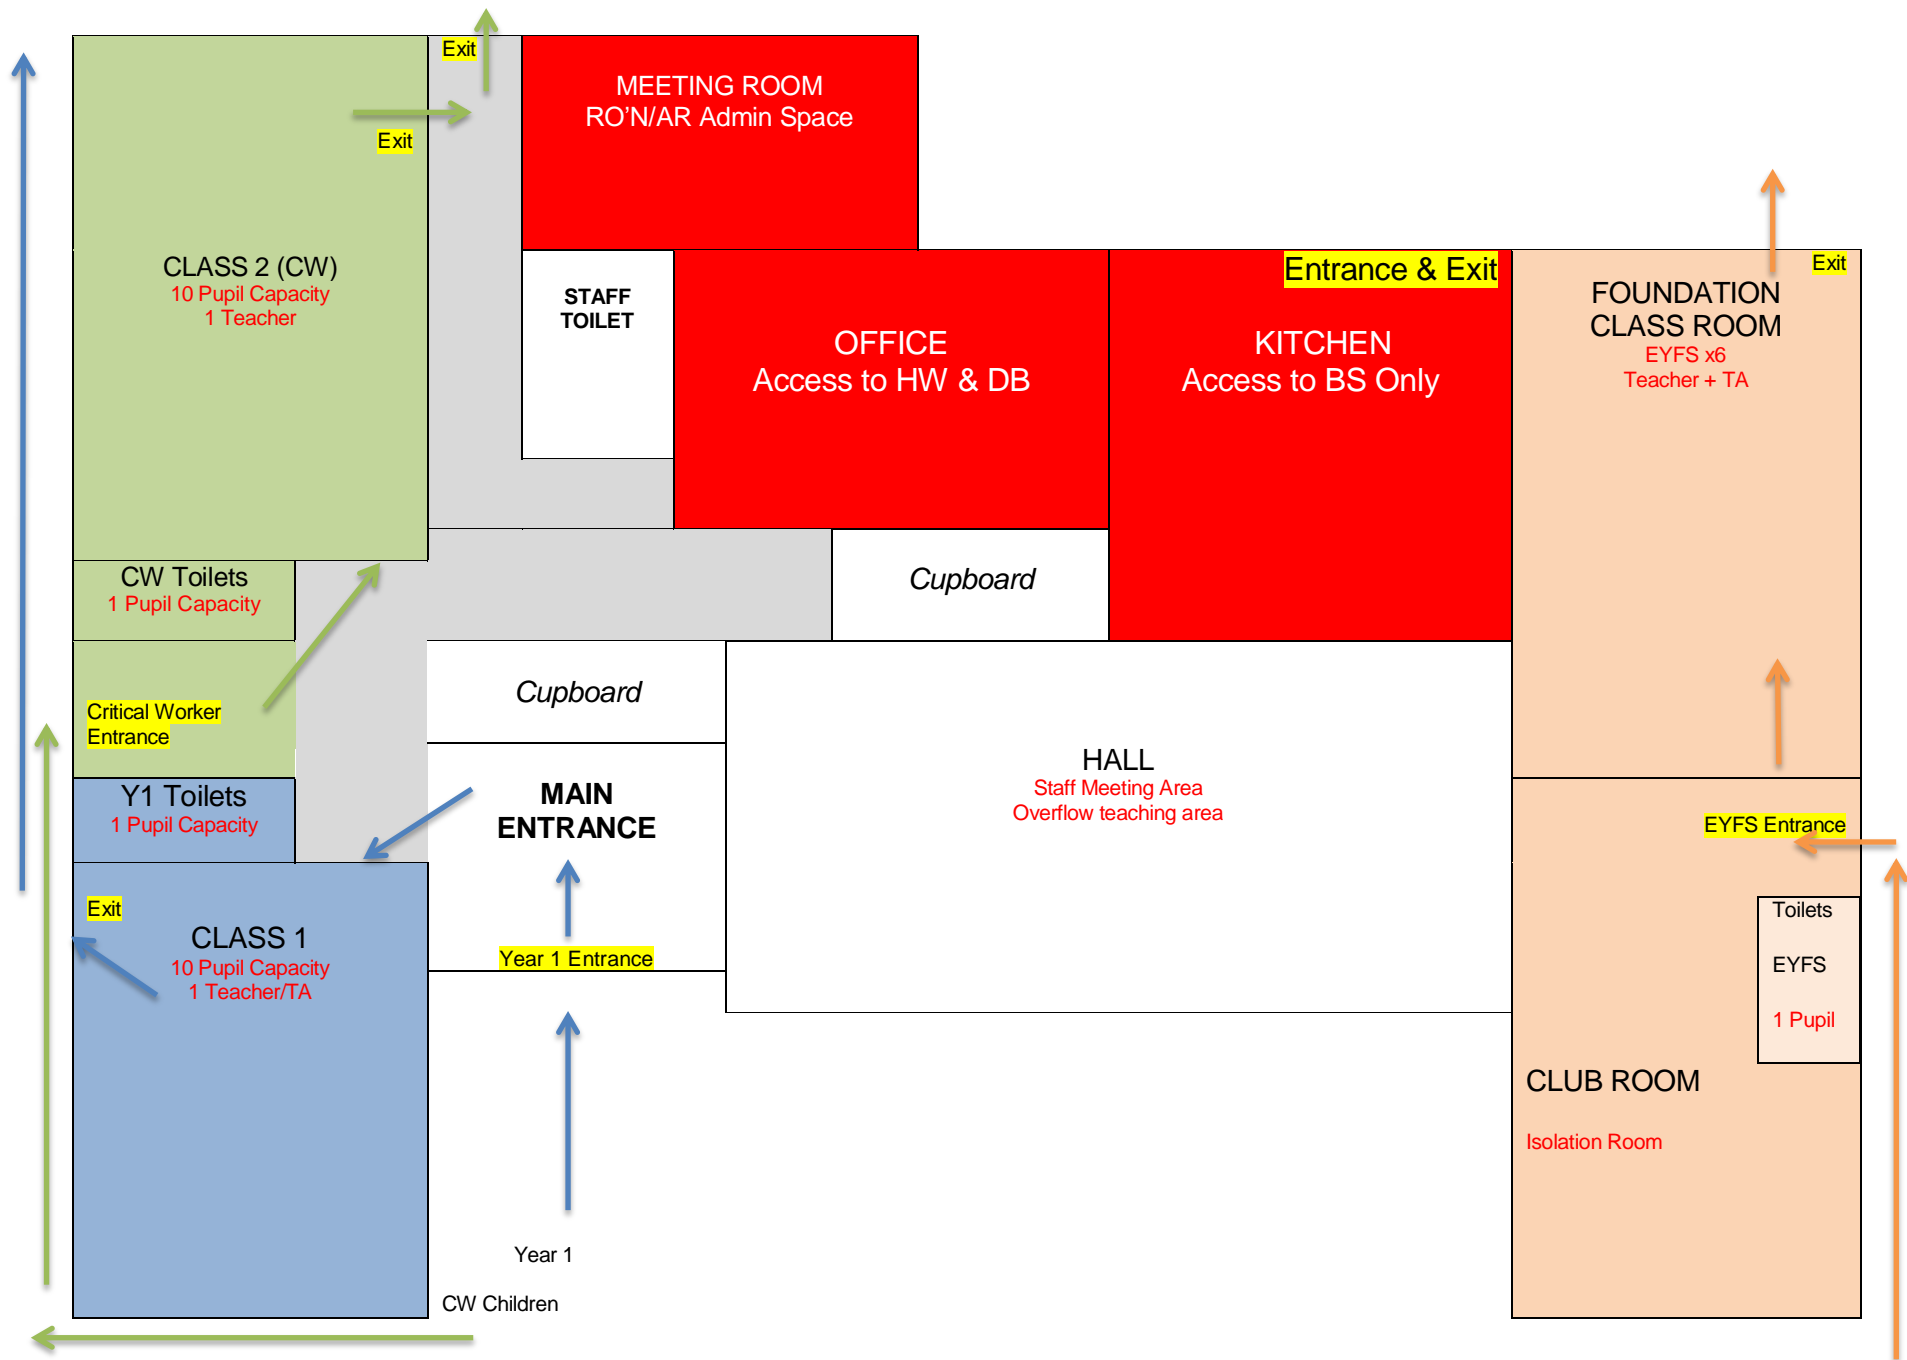 Exit
MEETING ROOM
RO'N/AR Admin Space
Exit
CLASS 2 (CW)
10 Pupil Capacity
1 Teacher
STAFF
TOILET
OFFICE
Access to HW & DB
Entrance & Exit
KITCHEN
Access to BS Only
Exit
FOUNDATION
CLASS ROOM
EYFS x6
Teacher + TA
CW Toilets
1 Pupil Capacity
Cupboard
Critical Worker
Entrance
Cupboard
HALL
Staff Meeting Area
Overflow teaching area
Y1 Toilets
1 Pupil Capacity
MAIN
ENTRANCE
Year 1 Entrance
EYFS Entrance
Exit
CLASS 1
10 Pupil Capacity
1 Teacher/TA
Toilets
EYFS
1 Pupil
CLUB ROOM
Isolation Room
Year 1
CW Children